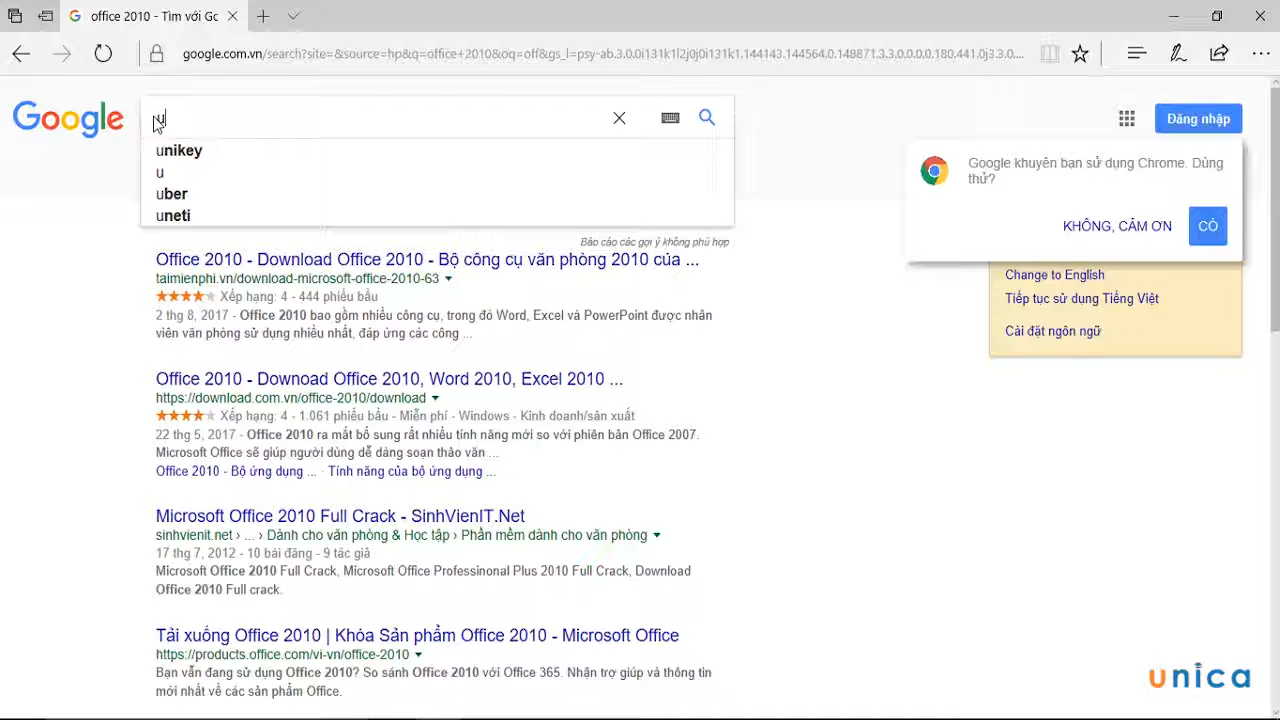 office 2010 - Tìm với Gc
google.com.vn/search?site=&source=hp&q=office+2010&oq=off&gs_l=psy-ab.3.0.0i131k1l2j0j0i131k1.144143.144564.0.148871.3.3.0.0.0.0.180.441.0j3.3.0....
Google
u
Đăng nhập
unikey
u
uber
uneti
Google khuyên bạn sử dụng Chrome. Dùng
thử?
KHÔNG, CẢM ƠN
CÓ
Báo cáo các gợi ý không phù hợp
Office 2010 - Download Office 2010 - Bộ công cụ văn phòng 2010 của ...
taimienphi.vn/download-microsoft-office-2010-63
Xếp hạng: 4 - 444 phiếu bầu
2 thg 8, 2017 - Office 2010 bao gồm nhiều công cụ, trong đó Word, Excel và PowerPoint được nhân
viên văn phòng sử dụng nhiều nhất, đáp ứng các công ...
Change to English
Tiếp tục sử dụng Tiếng Việt
Cài đặt ngôn ngữ
Office 2010 - Downoad Office 2010, Word 2010, Excel 2010 ...
https://download.com.vn/office-2010/download
Xếp hạng: 4 - 1.061 phiếu bầu - Miễn phí - Windows - Kinh doanh/sản xuất
22 thg 5, 2017 - Office 2010 ra mắt bổ sung rất nhiều tính năng mới so với phiên bản Office 2007.
Microsoft Office sẽ giúp người dùng dễ dàng soạn thảo văn ...
Office 2010 - Bộ ứng dụng ... · Tính năng của bộ ứng dụng ...
Microsoft Office 2010 Full Crack - SinhVienIT.Net
sinhvienit.net › ... › Dành cho văn phòng & Học tập › Phần mềm dành cho văn phòng
17 thg 7, 2012 - 10 bài đăng - 9 tác giả
Microsoft Office 2010 Full Crack, Microsoft Office Professinonal Plus 2010 Full Crack, Download
Office 2010 Full crack.
Tải xuống Office 2010 | Khóa Sản phẩm Office 2010 - Microsoft Office
https://products.office.com/vi-vn/office-2010
Bạn vẫn đang sử dụng Office 2010? So sánh Office 2010 với Office 365. Nhận trợ giúp và thông tin
mới nhất về các sản phẩm Office.
unica